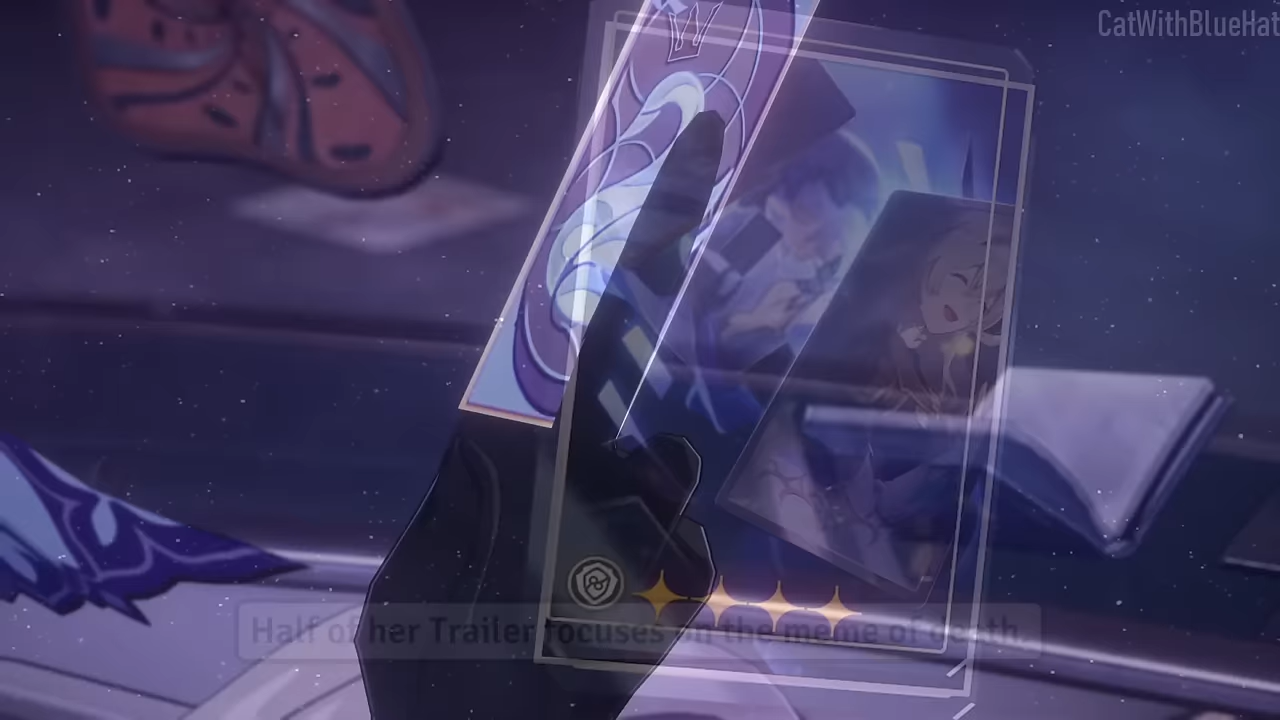 CatWithBlueHat
Half of her Trailer focuses on the meme of death.